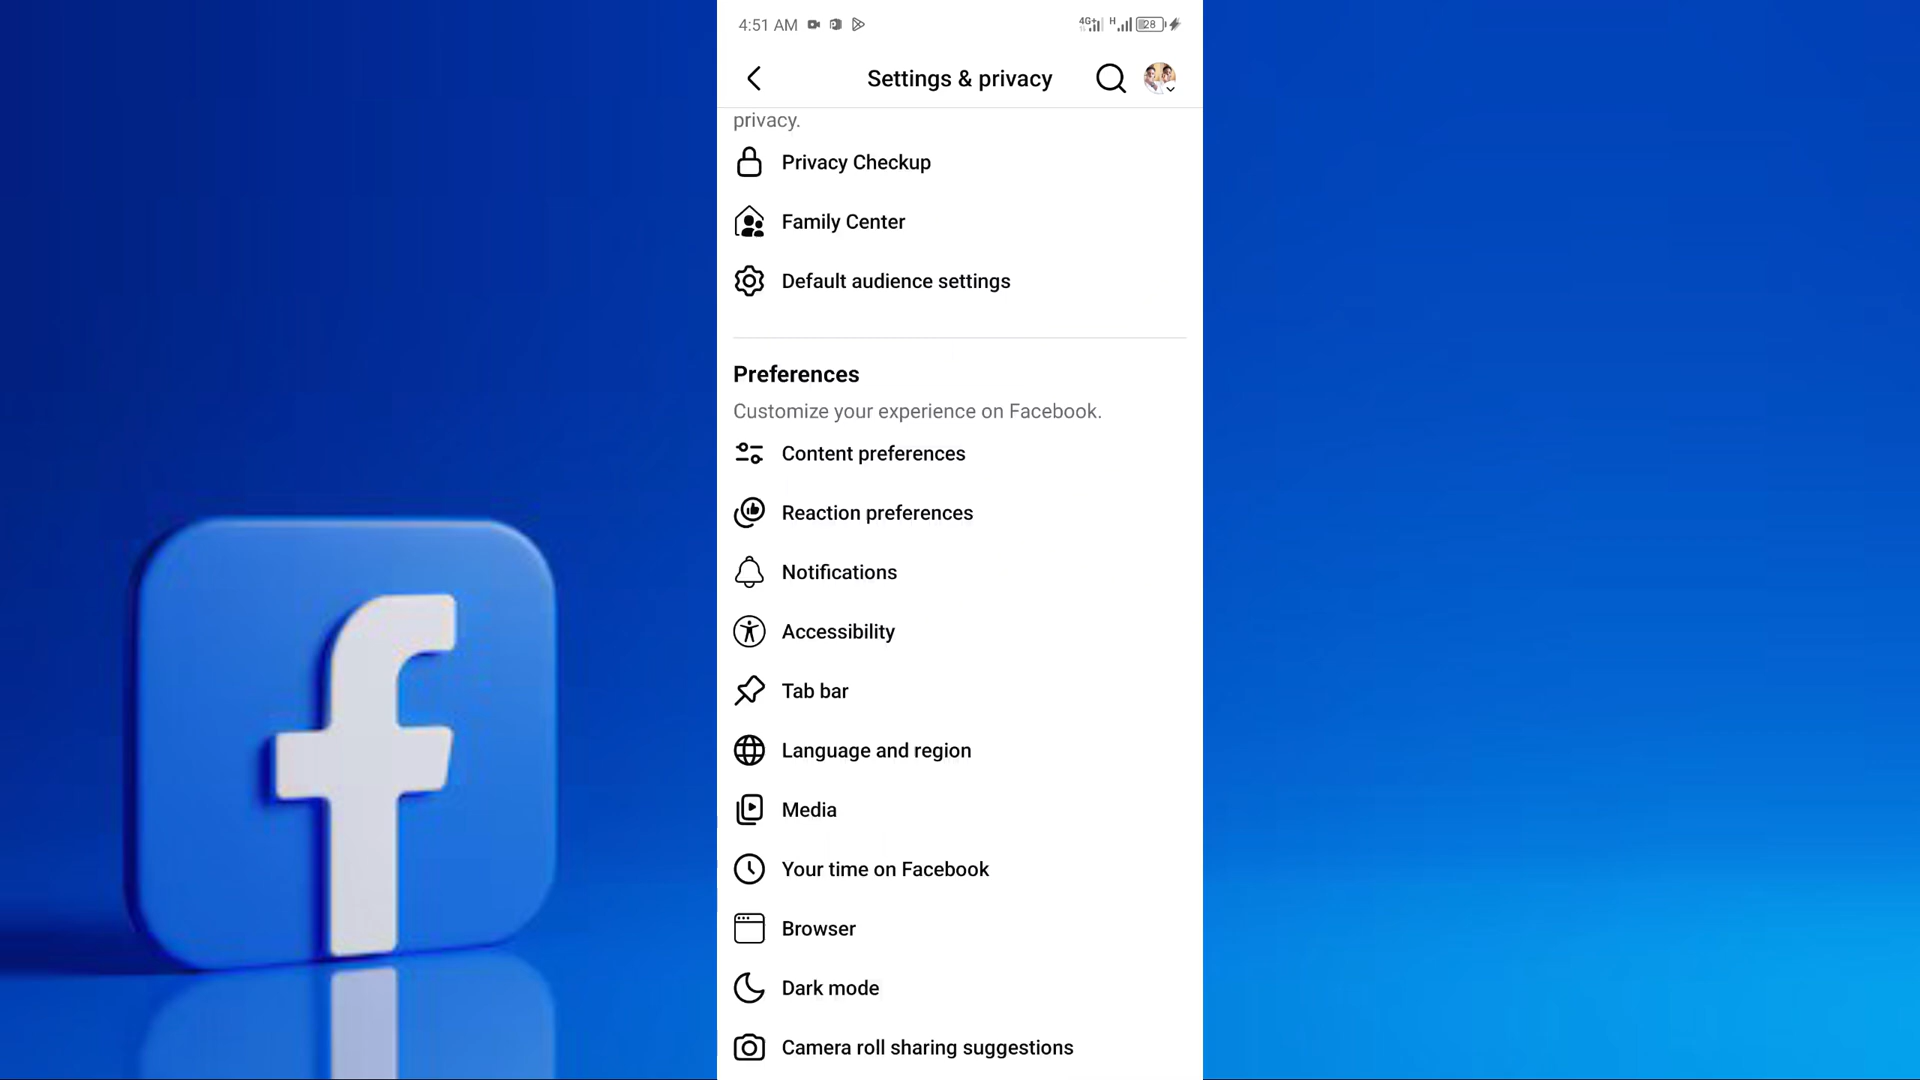 4:51 AM
4G+ H 28
Settings & privacy
privacy.
Privacy Checkup
Family Center
Default audience settings
Preferences
Customize your experience on Facebook.
Content preferences
Reaction preferences
Notifications
Accessibility
Tab bar
Language and region
Media
Your time on Facebook
Browser
Dark mode
Camera roll sharing suggestions
f